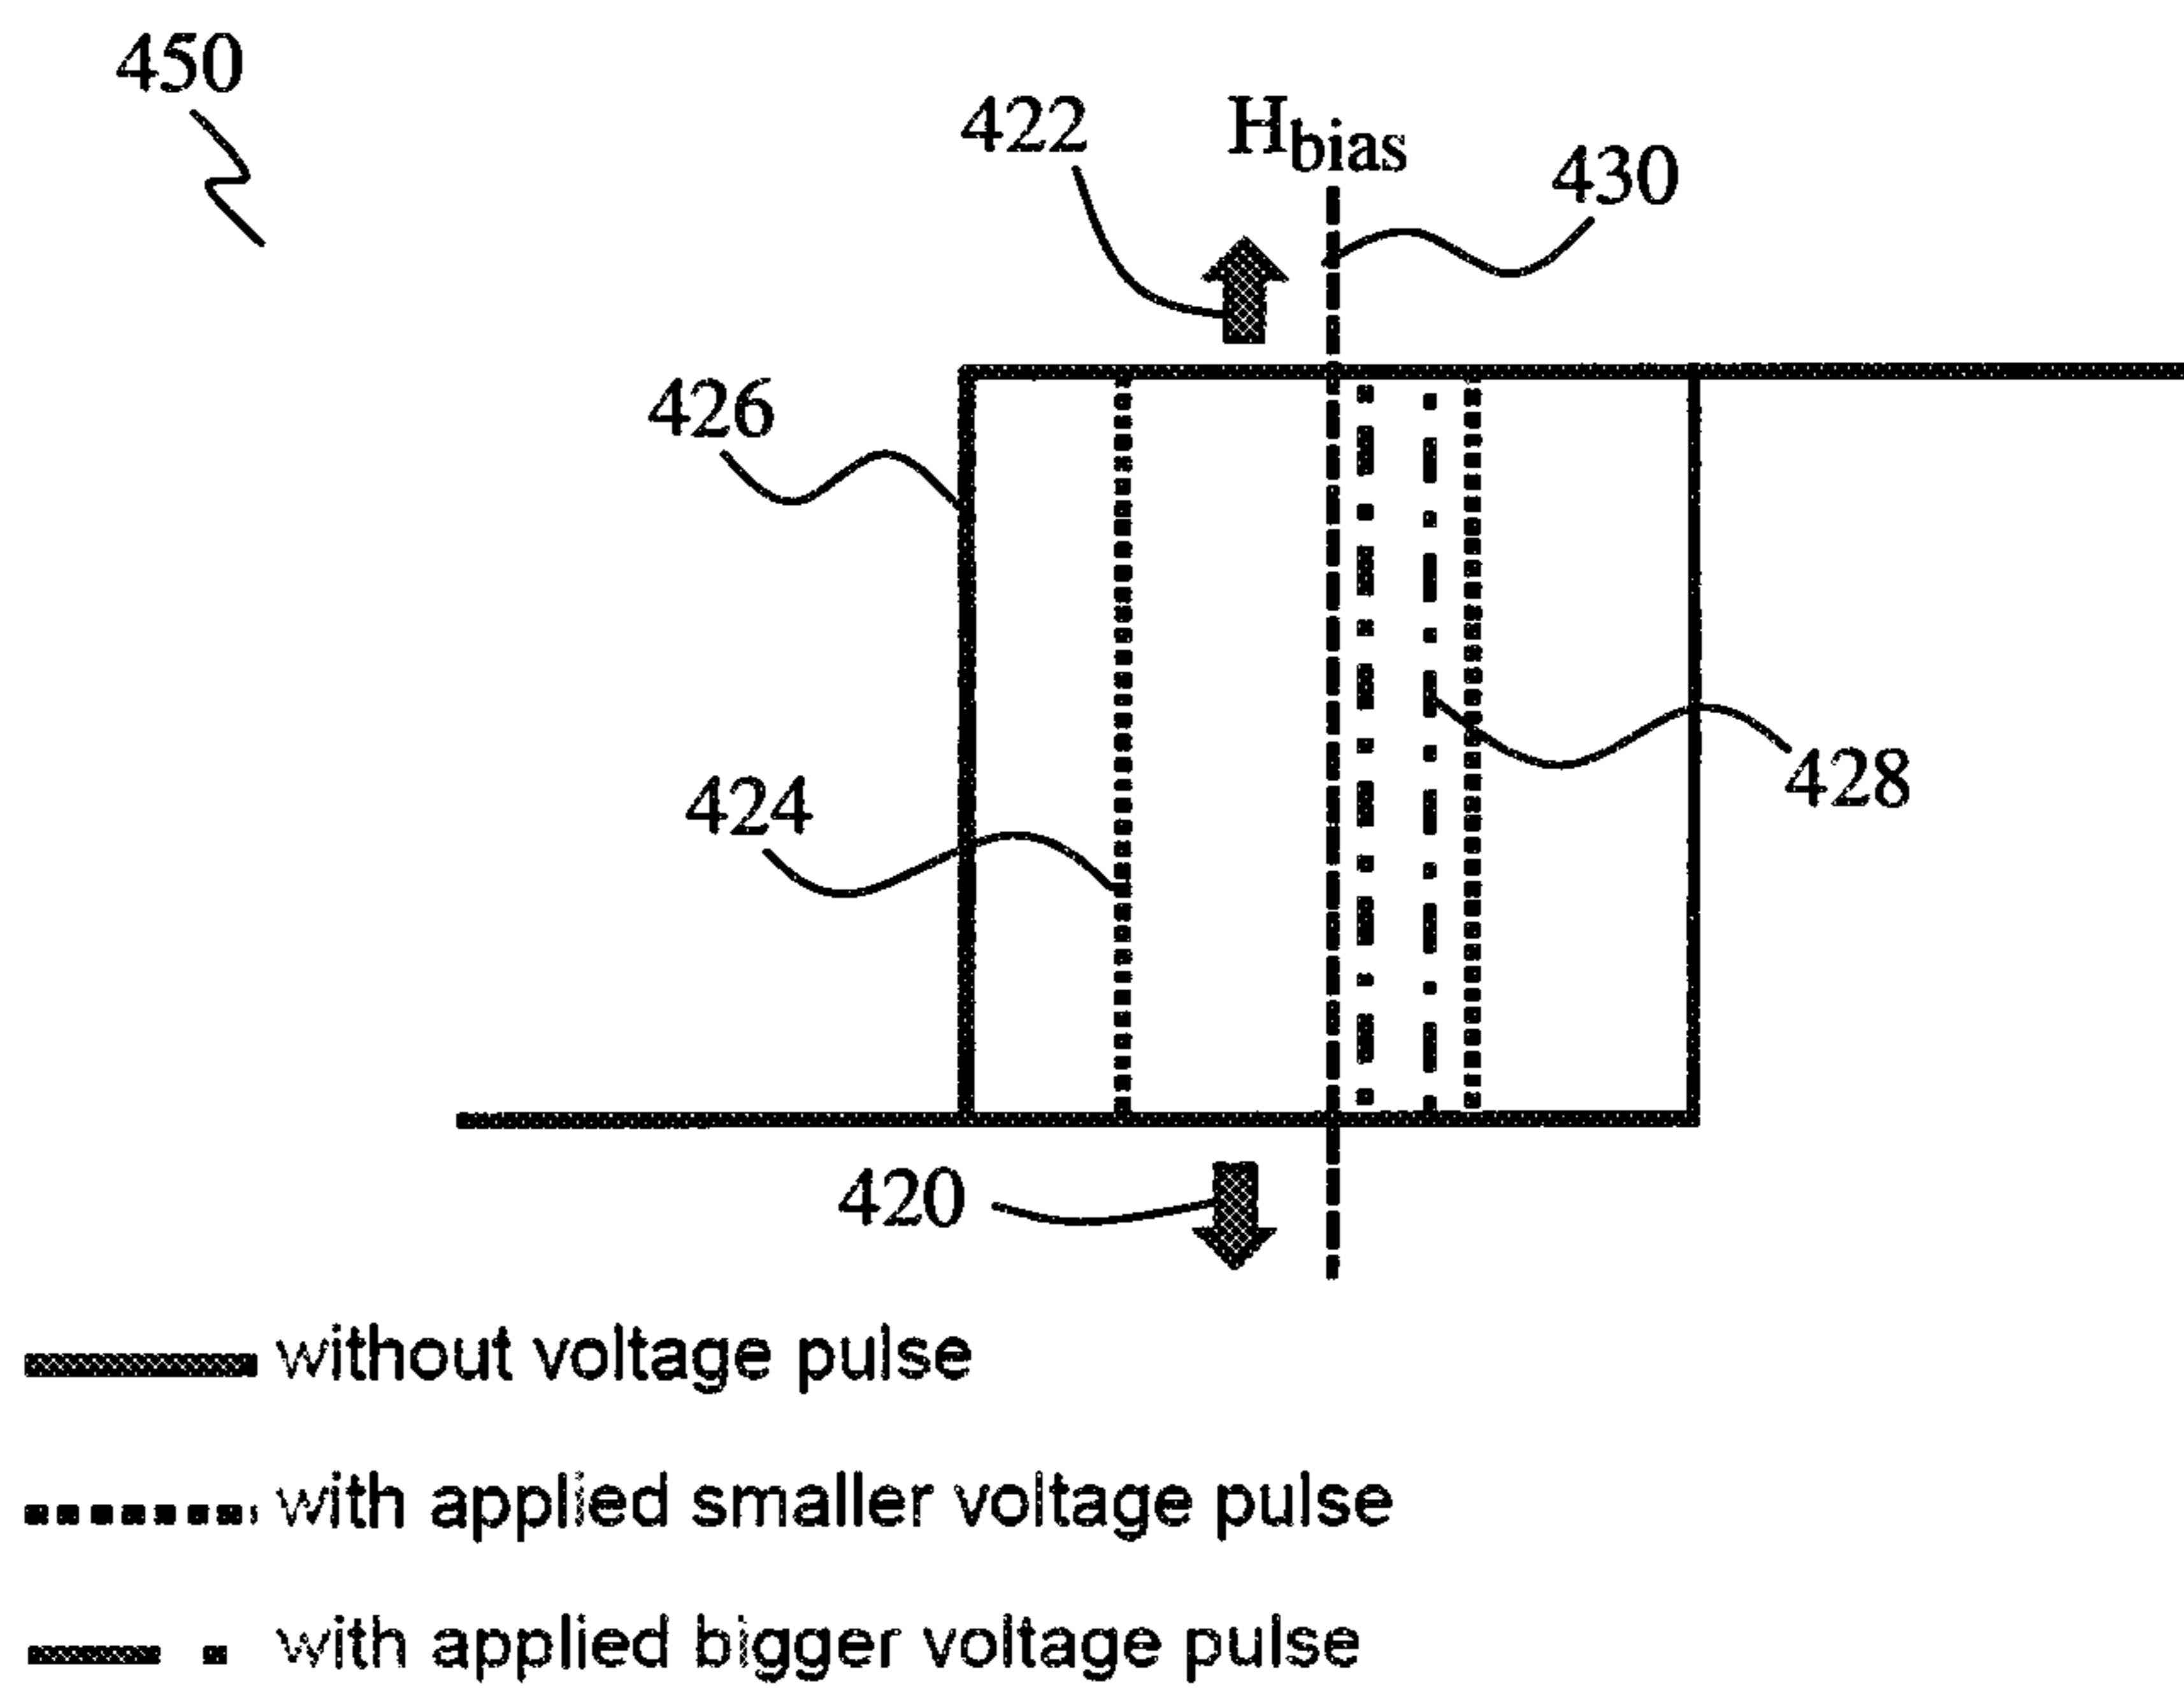 450
422
H_bias
430
426
424
428
420
without voltage pulse
with applied smaller voltage pulse
with applied bigger voltage pulse